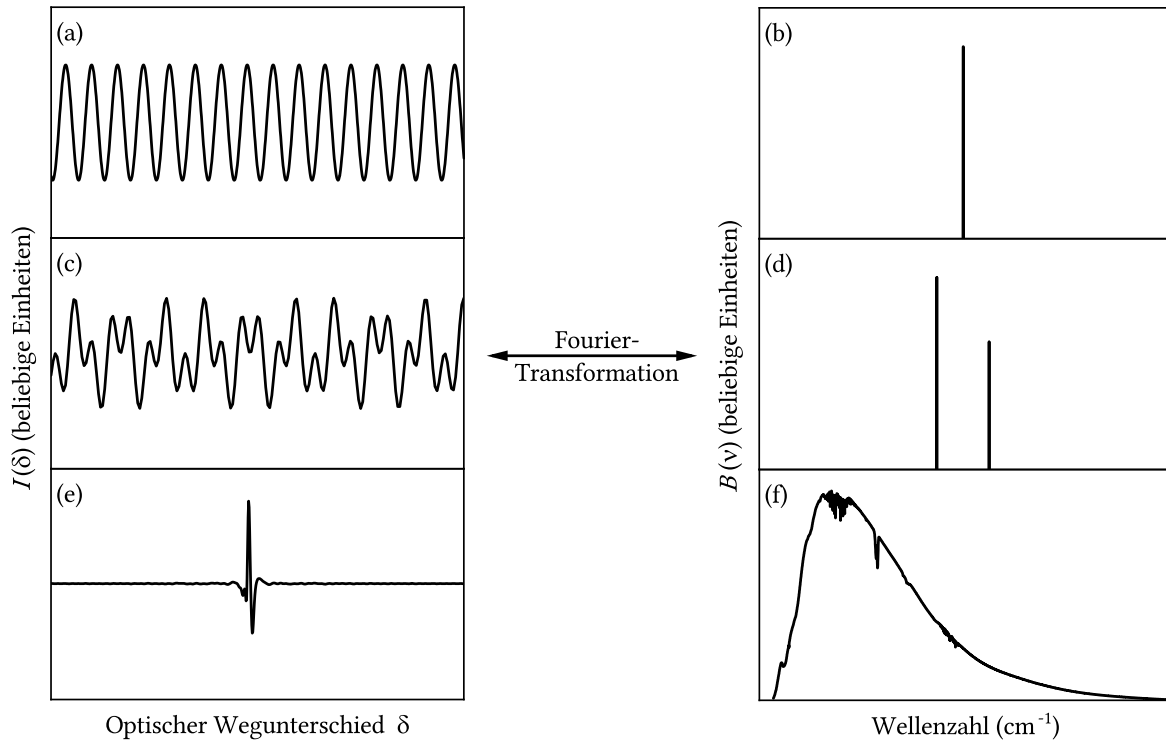 (a)
(b)
(c)
(d)
(e)
(f)
I(δ) (beliebige Einheiten)
Fourier-
Transformation
B(ν) (beliebige Einheiten)
Optischer Wegunterschied δ
Wellenzahl (cm⁻¹)